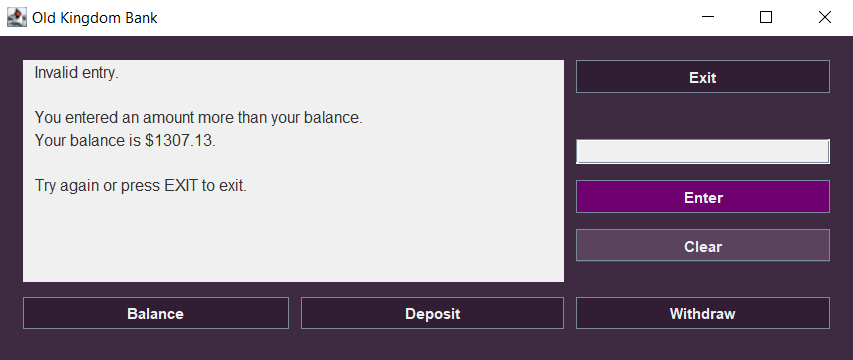 Old Kingdom Bank
Invalid entry.
You entered an amount more than your balance.
Your balance is $1307.13.
Try again or press EXIT to exit.
Exit
Enter
Clear
Balance
Deposit
Withdraw